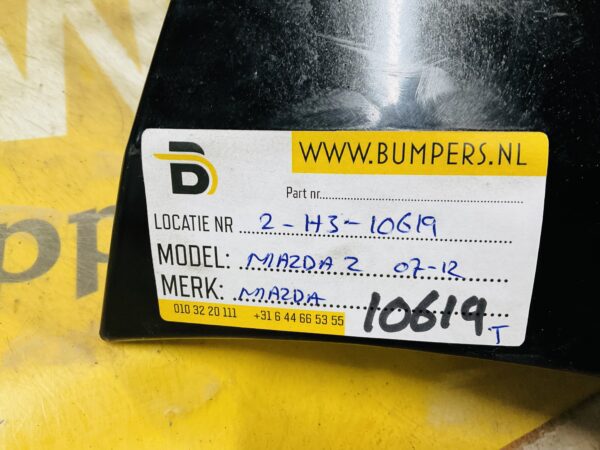 WWW.BUMPERS.NL
Part nr
LOCATIE NR 2-H3-10619
MODEL: MAZDA 2 07-12
MERK: MAZDA
010 32 20 111 +31 6 44 66 53 55
10619 T